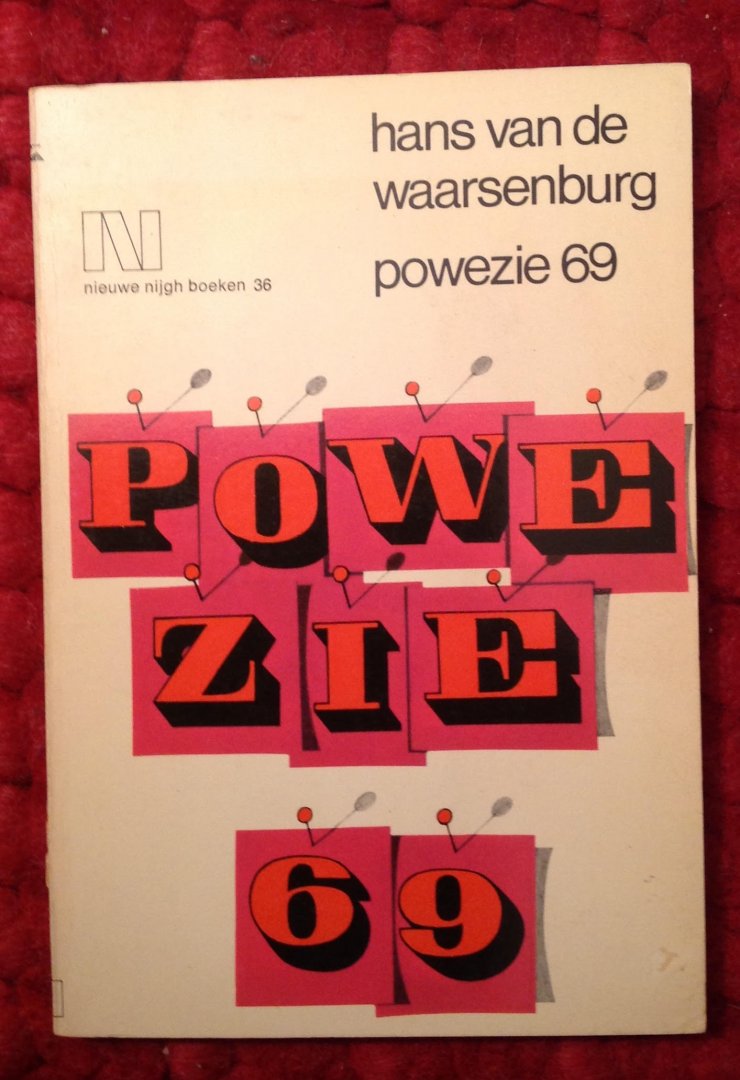 hans van de
waarsenburg
powezie 69
N
nieuwe nijgh boeken 36
POWE
ZIE
69